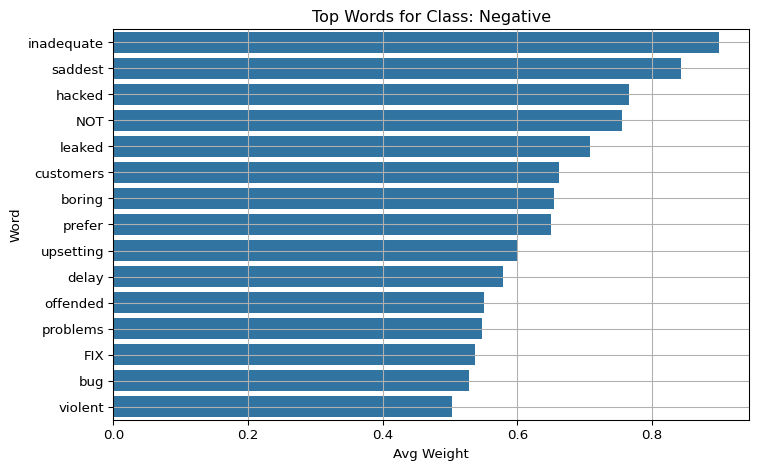 Top Words for Class: Negative
Word
inadequate
saddest
hacked
NOT
leaked
customers
boring
prefer
upsetting
delay
offended
problems
FIX
bug
violent
0.0 0.2 0.4 0.6 0.8
Avg Weight